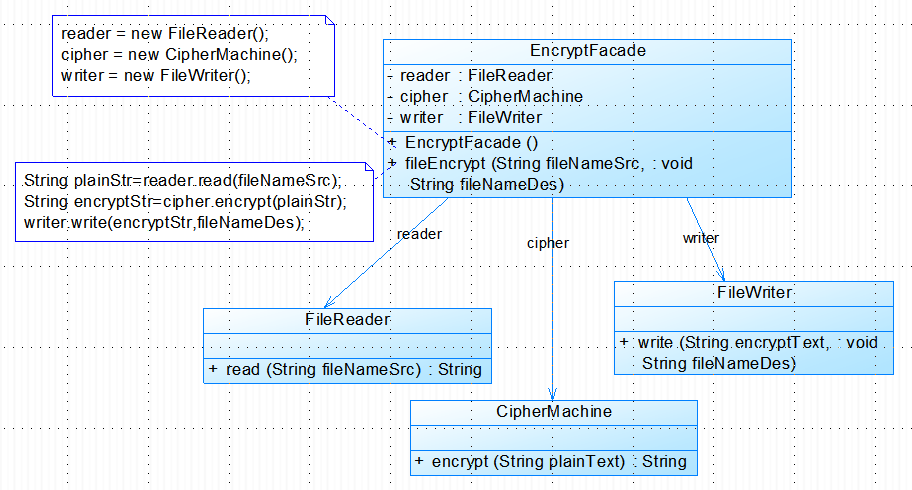 reader = new FileReader();
cipher = new CipherMachine();
writer = new FileWriter();
EncryptFacade
- reader : FileReader
- cipher : CipherMachine
- writer : FileWriter
+ EncryptFacade ()
+ fileEncrypt (String fileNameSrc, : void
String fileNameDes)
String plainStr=reader.read(fileNameSrc);
String encryptStr=cipher.encrypt(plainStr);
writer.write(encryptStr,fileNameDes);
reader
cipher
writer
FileReader
+ read (String fileNameSrc) : String
FileWriter
+ write (String encryptText, : void
String fileNameDes)
CipherMachine
+ encrypt (String plainText) : String